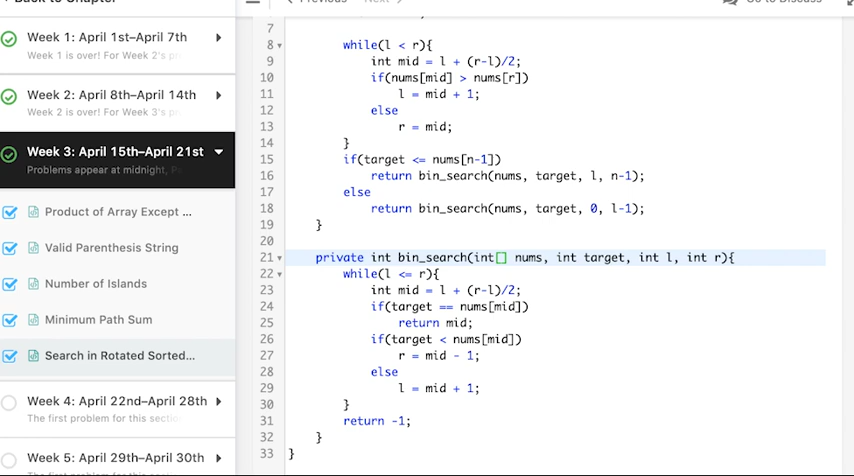 Back to Chapter
Previous
Next
Go to Discuss
Week 1: April 1st–April 7th
Week 1 is over! For Week 2's pr
Week 2: April 8th–April 14th
Week 2 is over! For Week 3's pr
Week 3: April 15th–April 21st
Problems appear at midnight,
Product of Array Except ...
Valid Parenthesis String
Number of Islands
Minimum Path Sum
Search in Rotated Sorted...
Week 4: April 22nd–April 28th
The first problem for this section
Week 5: April 29th–April 30th
7
8 while(l < r){
9 int mid = l + (r-l)/2;
10 if(nums[mid] > nums[r])
11 l = mid + 1;
12 else
13 r = mid;
14 }
15 if(target <= nums[n-1])
16 return bin_search(nums, target, l, n-1);
17 else
18 return bin_search(nums, target, 0, l-1);
19 }
20
21 private int bin_search(int[] nums, int target, int l, int r){
22 while(l <= r){
23 int mid = l + (r-l)/2;
24 if(target == nums[mid])
25 return mid;
26 if(target < nums[mid])
27 r = mid - 1;
28 else
29 l = mid + 1;
30 }
31 return -1;
32 }
33 }